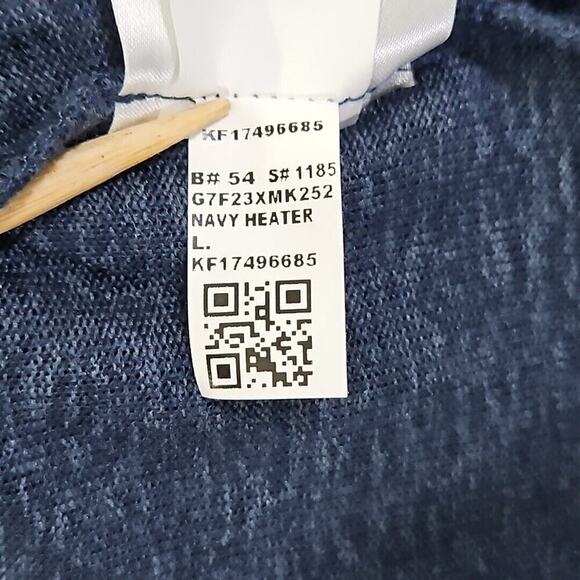 KF17496685
B# 54 S# 1185
G7F23XMK252
NAVY HEATER
L.
KF17496685